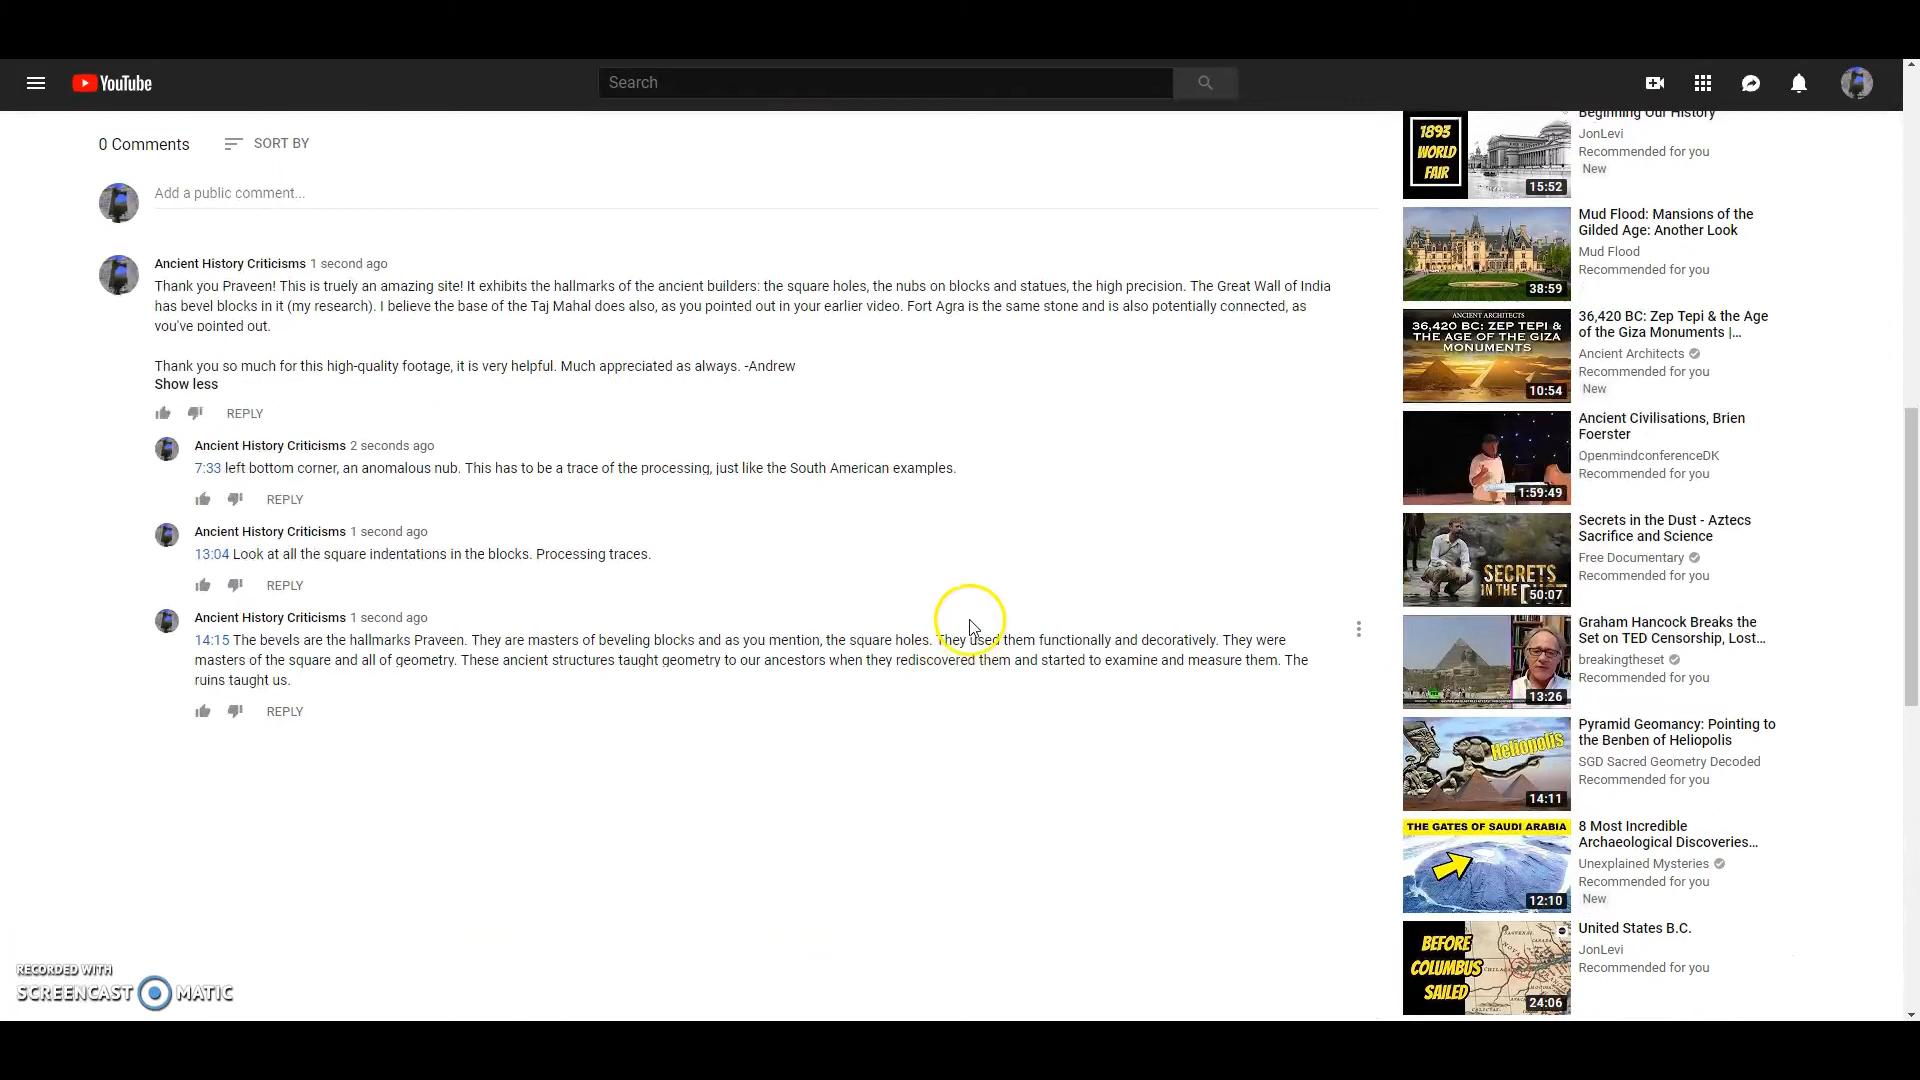 YouTube
Search
0 Comments
SORT BY
Add a public comment...
Ancient History Criticisms 1 second ago
Thank you Praveen! This is truely an amazing site! It exhibits the hallmarks of the ancient builders: the square holes, the nubs on blocks and statues, the high precision. The Great Wall of India
has bevel blocks in it (my research). I believe the base of the Taj Mahal does also, as you pointed out in your earlier video. Fort Agra is the same stone and is also potentially connected, as
you've pointed out.
Thank you so much for this high-quality footage, it is very helpful. Much appreciated as always. -Andrew
Show less
REPLY
Ancient History Criticisms 2 seconds ago
7:33 left bottom corner, an anomalous nub. This has to be a trace of the processing, just like the South American examples.
REPLY
Ancient History Criticisms 1 second ago
13:04 Look at all the square indentations in the blocks. Processing traces.
REPLY
Ancient History Criticisms 1 second ago
14:15 The bevels are the hallmarks Praveen. They are masters of beveling blocks and as you mention, the square holes. They used them functionally and decoratively. They were
masters of the square and all of geometry. These ancient structures taught geometry to our ancestors when they rediscovered them and started to examine and measure them. The
ruins taught us.
REPLY
1893
WORLD
FAIR
15:52
Beginning Our History
JonLevi
Recommended for you
New
38:59
Mud Flood: Mansions of the
Gilded Age: Another Look
Mud Flood
Recommended for you
ANCIENT ARCHITECTS
36,420 BC: ZEP TEPI &
THE AGE OF THE GIZA
MONUMENTS
10:54
36,420 BC: Zep Tepi & the Age
of the Giza Monuments |...
Ancient Architects
Recommended for you
New
1:59:49
Ancient Civilisations, Brien
Foerster
OpenmindconferenceDK
Recommended for you
SECRETS
IN THE
50:07
Secrets in the Dust - Aztecs
Sacrifice and Science
Free Documentary
Recommended for you
13:26
Graham Hancock Breaks the
Set on TED Censorship, Lost...
breakingtheset
Recommended for you
Heliopolis
14:11
Pyramid Geomancy: Pointing to
the Benben of Heliopolis
SGD Sacred Geometry Decoded
Recommended for you
THE GATES OF SAUDI ARABIA
12:10
8 Most Incredible
Archaeological Discoveries...
Unexplained Mysteries
Recommended for you
New
BEFORE
COLUMBUS
SAILED
24:06
United States B.C.
JonLevi
Recommended for you
RECORDED WITH
SCREENCAST MATIC